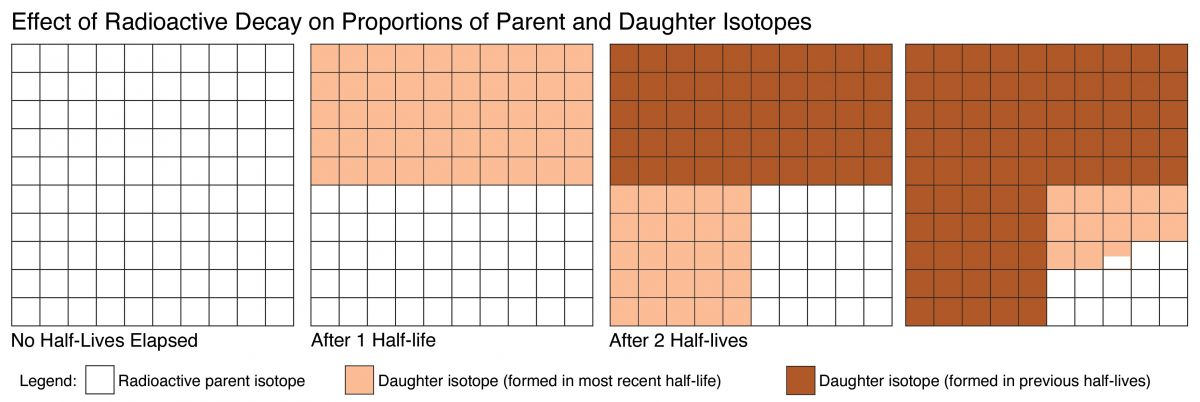 Effect of Radioactive Decay on Proportions of Parent and Daughter Isotopes
No Half-Lives Elapsed
After 1 Half-life
After 2 Half-lives
Legend:
Radioactive parent isotope
Daughter isotope (formed in most recent half-life)
Daughter isotope (formed in previous half-lives)